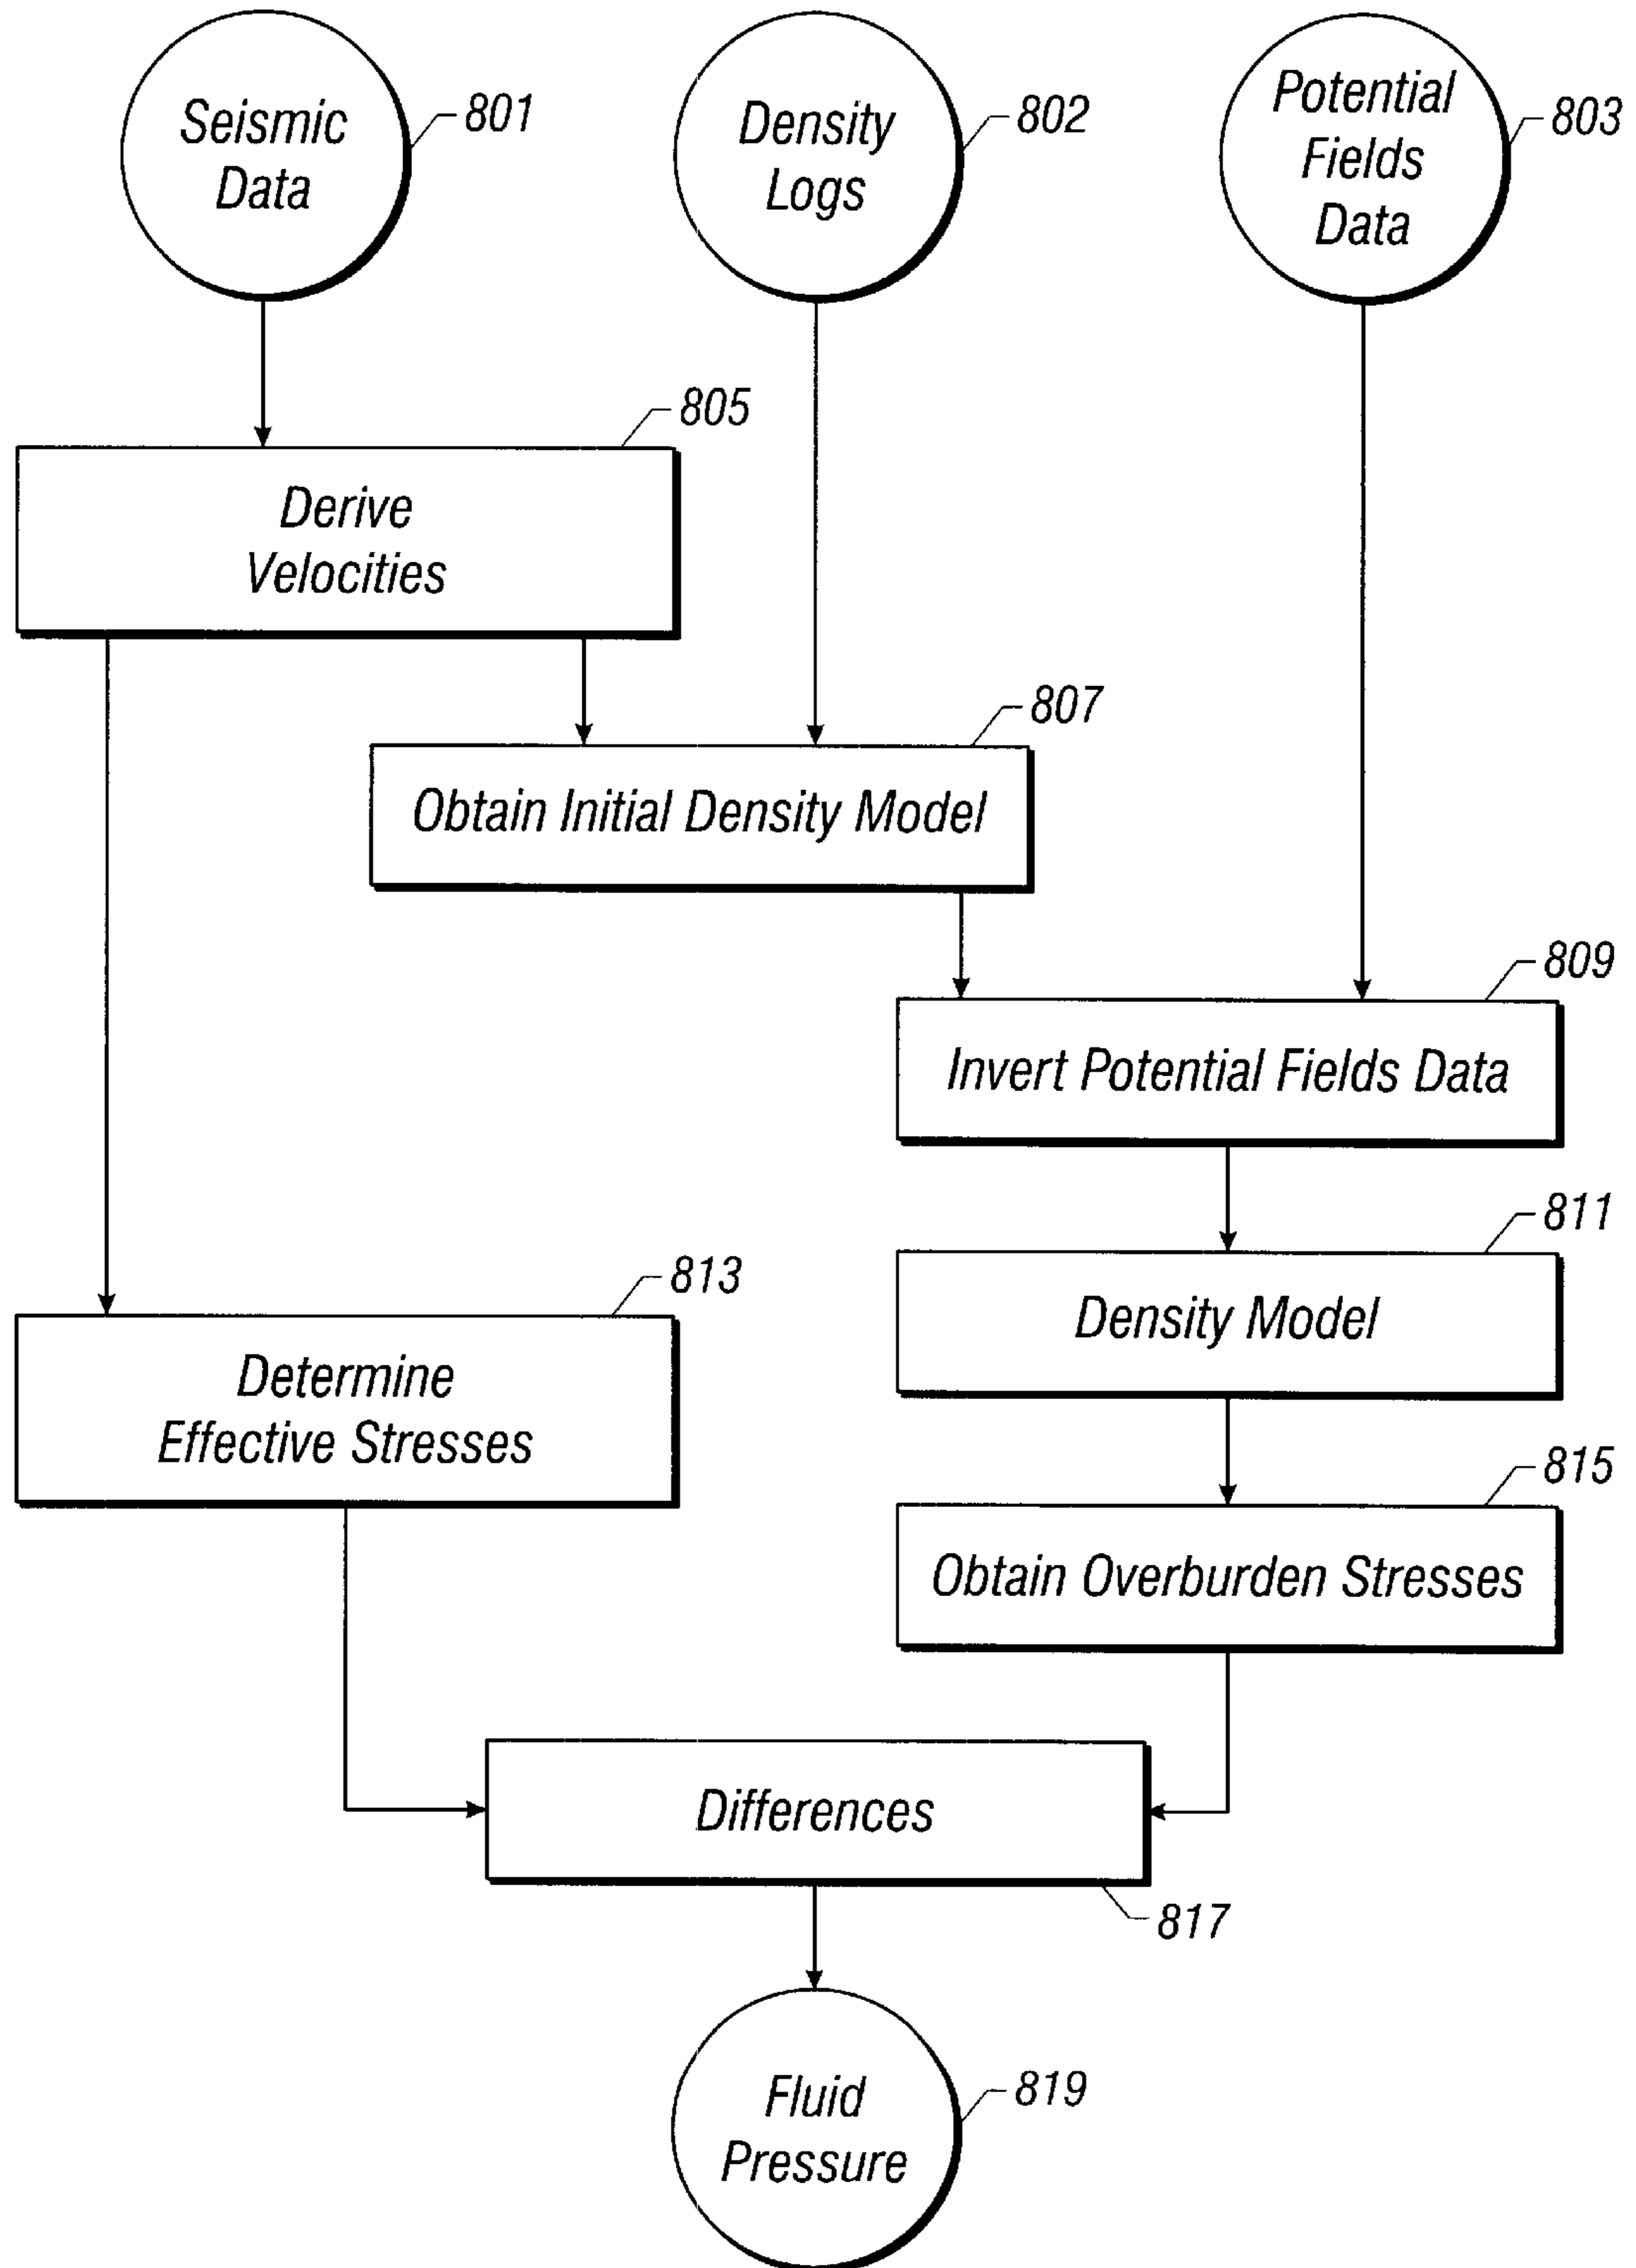 Seismic
Data
801
Density
Logs
802
Potential
Fields
Data
803
805
Derive
Velocities
807
Obtain Initial Density Model
809
Invert Potential Fields Data
811
Density Model
813
Determine
Effective Stresses
815
Obtain Overburden Stresses
Differences
817
Fluid
Pressure
819